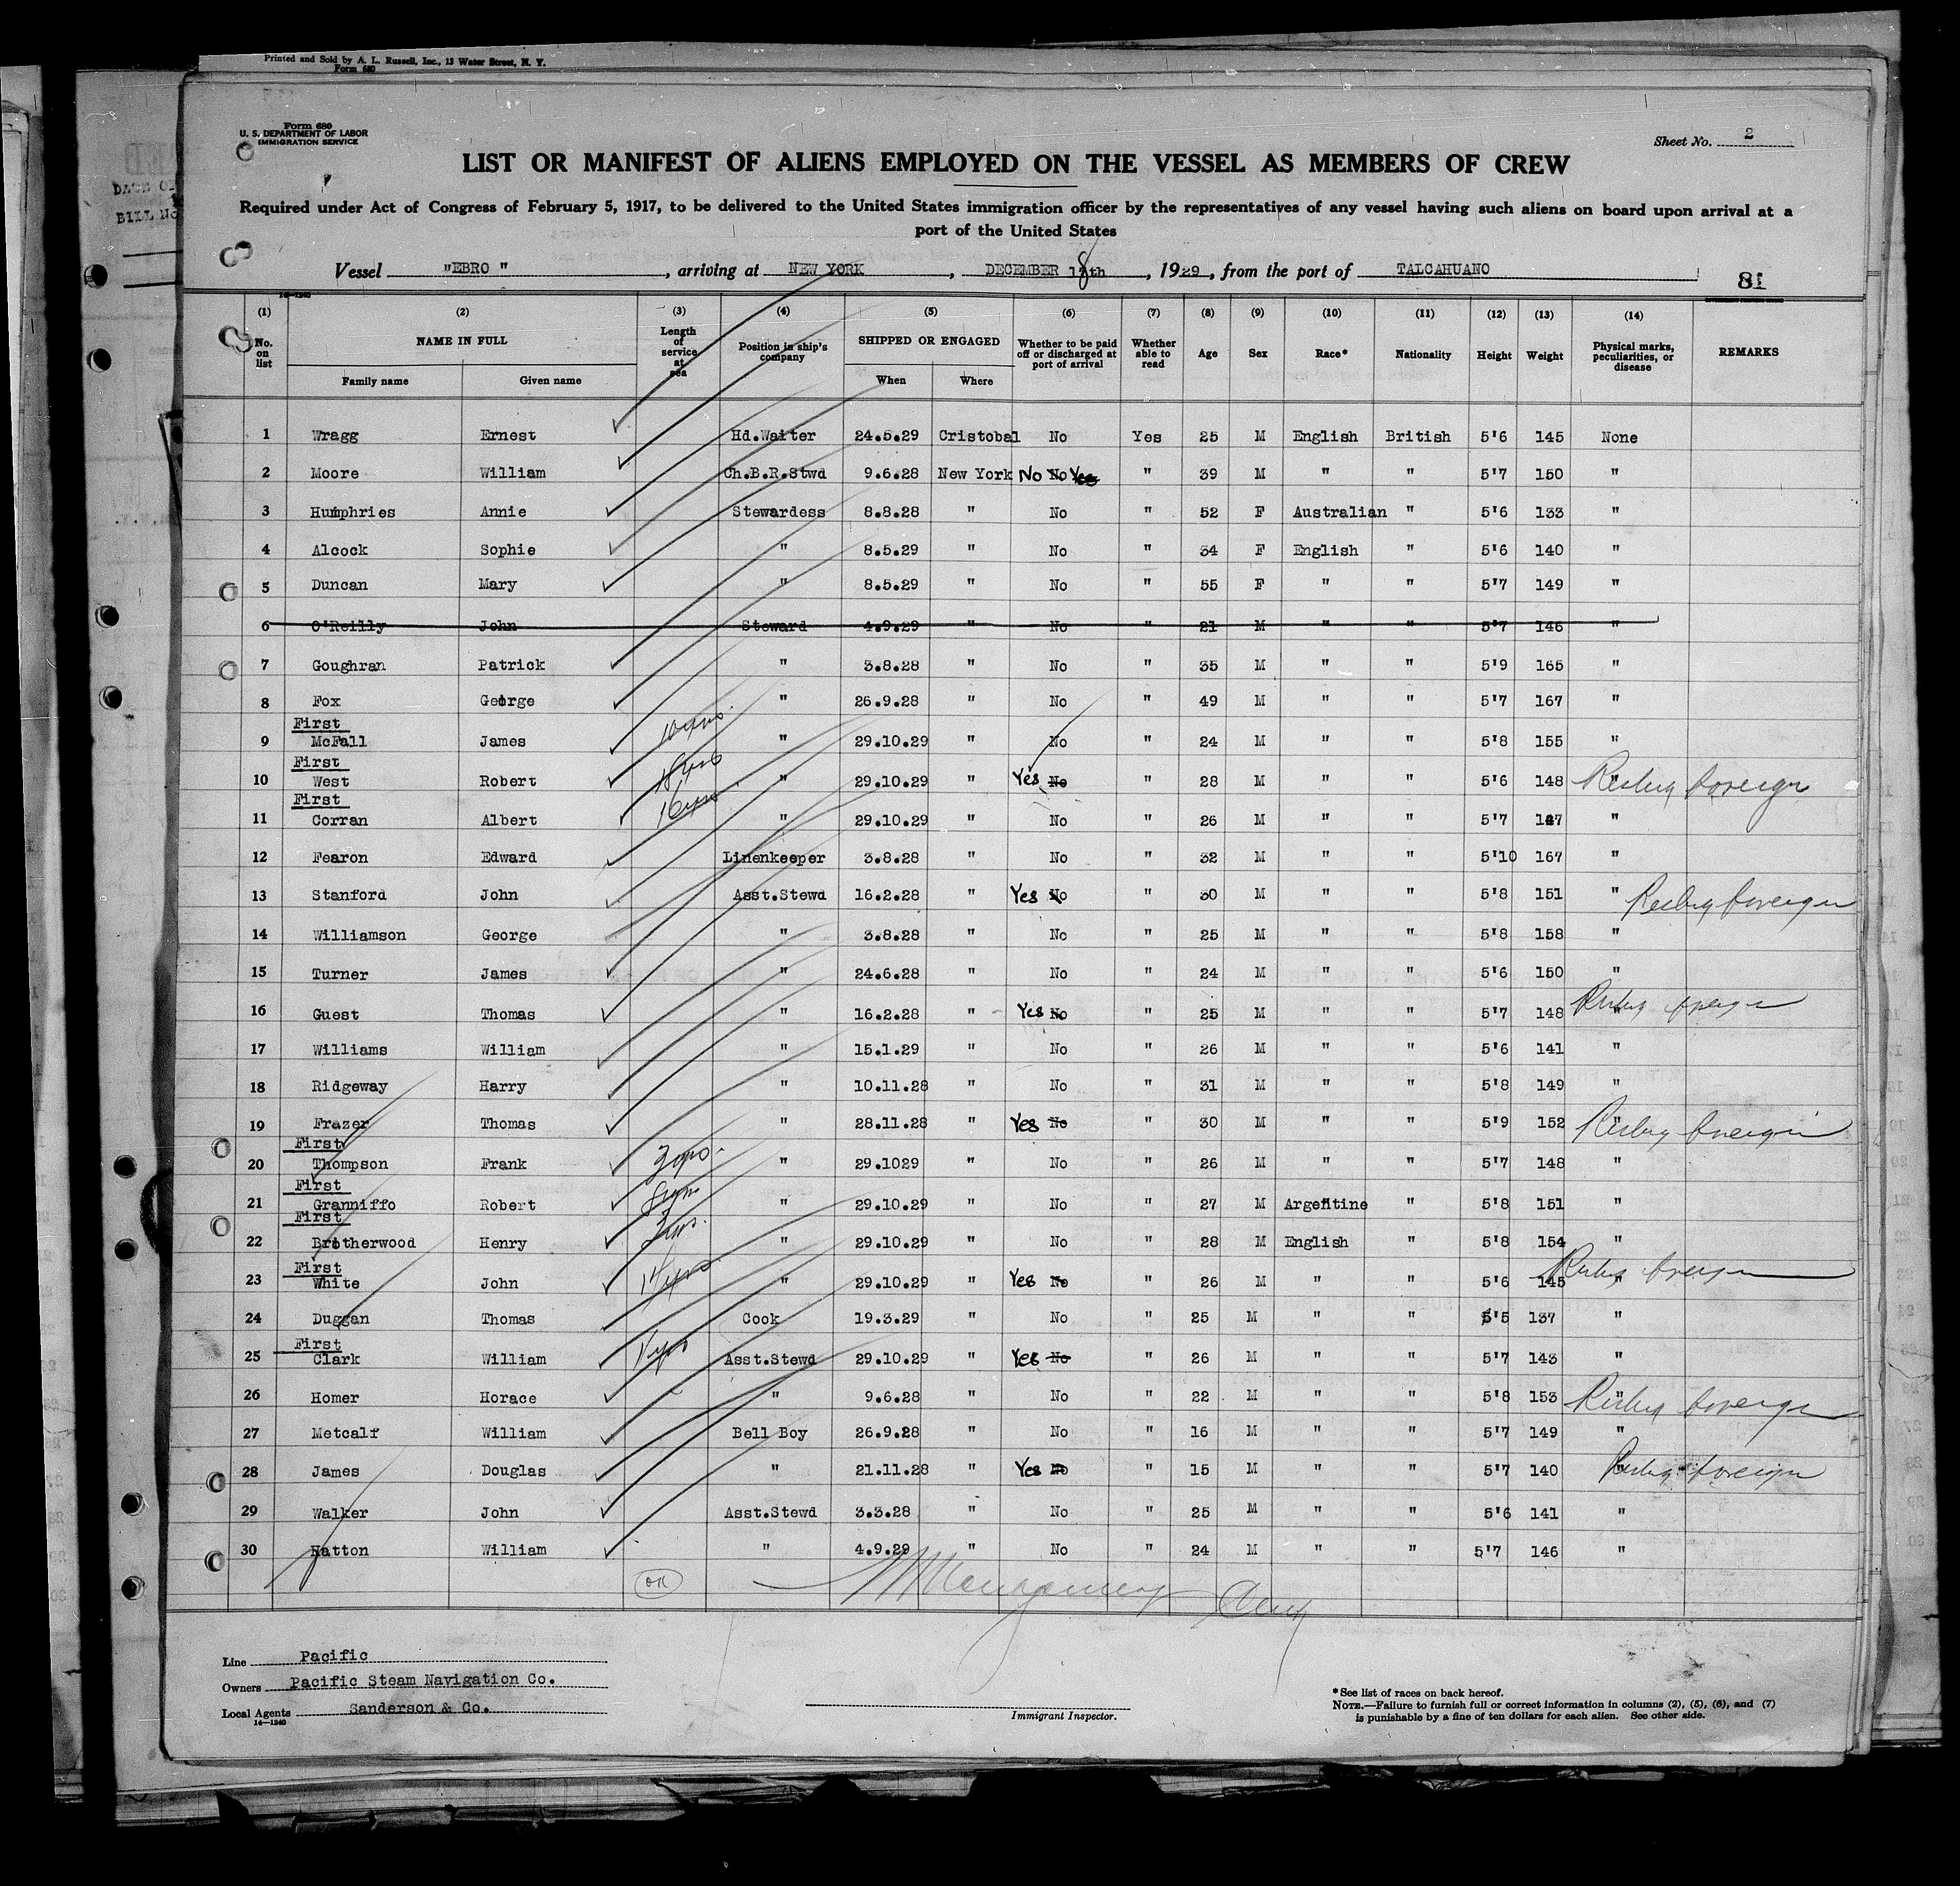 Printed and Sold by A. L. Russell, Inc., 13 Water Street, N. Y.
Form 680
Form 680
U. S. DEPARTMENT OF LABOR
IMMIGRATION SERVICE
Sheet No. 2
LIST OR MANIFEST OF ALIENS EMPLOYED ON THE VESSEL AS MEMBERS OF CREW
Required under Act of Congress of February 5, 1917, to be delivered to the United States immigration officer by the representatives of any vessel having such aliens on board upon arrival at a
port of the United States
Vessel "EBRO", arriving at NEW YORK, DECEMBER 18th, 1929, from the port of TALCAHUANO
81
(1) (2) (3) (4) (5) (6) (7) (8) (9) (10) (11) (12) (13) (14)
No. on list NAME IN FULL Length of service at sea Position in ship's company SHIPPED OR ENGAGED Whether to be paid off or discharged at port of arrival Whether able to read Age Sex Race* Nationality Height Weight Physical marks, peculiarities, or disease REMARKS
Family name Given name When Where
1 Wragg Ernest Hd.Waiter 24.5.29 Cristobal No Yes 25 M English British 5'6 145 None
2 Moore William Ch.B.R.Stwd 9.6.28 New York No No Yes " 39 M " " 5'7 150 "
3 Humphries Annie Stewardess 8.8.28 " No " 52 F Australian " 5'6 133 "
4 Alcock Sophie " 8.5.29 " No " 34 F English " 5'6 140 "
5 Duncan Mary " 8.5.29 " No " 55 F " " 5'7 149 "
6 O'Reilly John Steward 4.9.29 " No " 21 M " " 5'7 146 "
7 Goughran Patrick " 3.8.28 " No " 35 M " " 5'9 165 "
8 Fox George " 26.9.28 " No " 49 M " " 5'7 167 "
First
9 McFall James 10 yrs. " 29.10.29 " No " 24 M " " 5'8 155 "
First
10 West Robert " 29.10.29 " Yes No " 28 M " " 5'6 148 " foreign
First
11 Corran Albert " 29.10.29 " No " 26 M " " 5'7 147 "
12 Fearon Edward Linenkeeper 3.8.28 " No " 32 M " " 5'10 167 "
13 Stanford John Asst.Stewd 16.2.28 " Yes No " 30 M " " 5'8 151 " foreign
14 Williamson George " 3.8.28 " No " 25 M " " 5'8 158 "
15 Turner James " 24.6.28 " No " 24 M " " 5'6 150 "
16 Guest Thomas " 16.2.28 " Yes No " 25 M " " 5'7 148 " foreign
17 Williams William " 15.1.29 " No " 26 M " " 5'6 141 "
18 Ridgeway Harry " 10.11.28 " No " 31 M " " 5'8 149 "
19 Frazer Thomas " 28.11.28 " Yes No " 30 M " " 5'9 152 " foreign
First
20 Thompson Frank " 29.1029 " No " 26 M " " 5'7 148 "
First
21 Granniffo Robert " 29.10.29 " No " 27 M Argentine " 5'8 151 "
First
22 Brotherwood Henry " 29.10.29 " No " 28 M English " 5'8 154 "
First
23 White John " 29.10.29 " Yes No " 26 M " " 5'6 145 " foreign
24 Duggan Thomas Cook 19.3.29 " No " 25 M " " 5'5 137 "
First
25 Clark William Asst.Stewd 29.10.29 " Yes No " 26 M " " 5'7 143 "
26 Homer Horace " 9.6.28 " No " 22 M " " 5'8 153 " foreign
27 Metcalf William Bell Boy 26.9.28 " No " 16 M " " 5'7 149 "
28 James Douglas " 21.11.28 " Yes No " 15 M " " 5'7 140 " foreign
29 Walker John Asst.Stewd 3.3.28 " No " 25 M " " 5'6 141 "
30 Hatton William " 4.9.29 " No " 24 M " " 5'7 146 "
OK Montgomery
Line Pacific
Owners Pacific Steam Navigation Co.
Local Agents Sanderson & Co.
14—1240
Immigrant Inspector.
*See list of races on back hereof.
NOTE.—Failure to furnish full or correct information in columns (2), (5), (6), and (7)
is punishable by a fine of ten dollars for each alien. See other side.